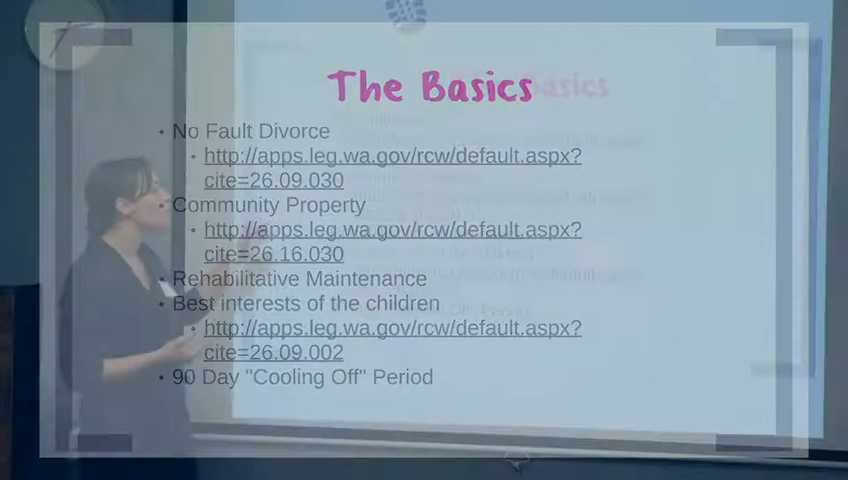 The Basics
No Fault Divorce
http://apps.leg.wa.gov/rcw/default.aspx?
cite=26.09.030
Community Property
http://apps.leg.wa.gov/rcw/default.aspx?
cite=26.16.030
Rehabilitative Maintenance
Best interests of the children
http://apps.leg.wa.gov/rcw/default.aspx?
cite=26.09.002
90 Day "Cooling Off" Period